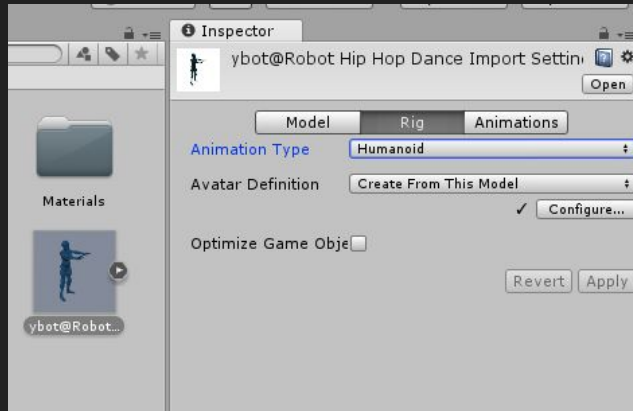 Inspector
ybot@Robot Hip Hop Dance Import Settin
Open
Model Rig Animations
Animation Type Humanoid
Avatar Definition Create From This Model
✓ Configure...
Optimize Game Obje
Revert Apply
Materials
ybot@Robot...